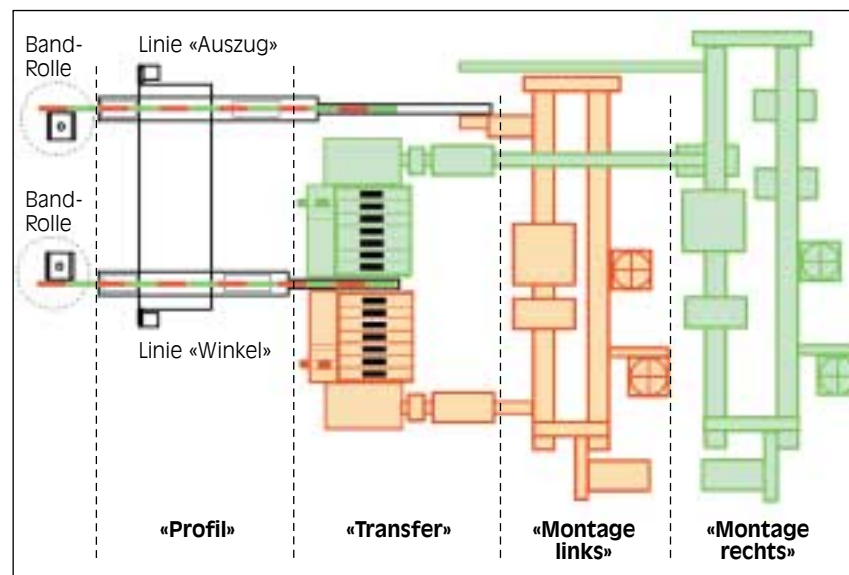 Band-
Rolle
Linie «Auszug»
Band-
Rolle
Linie «Winkel»
«Profil»
«Transfer»
«Montage
links»
«Montage
rechts»